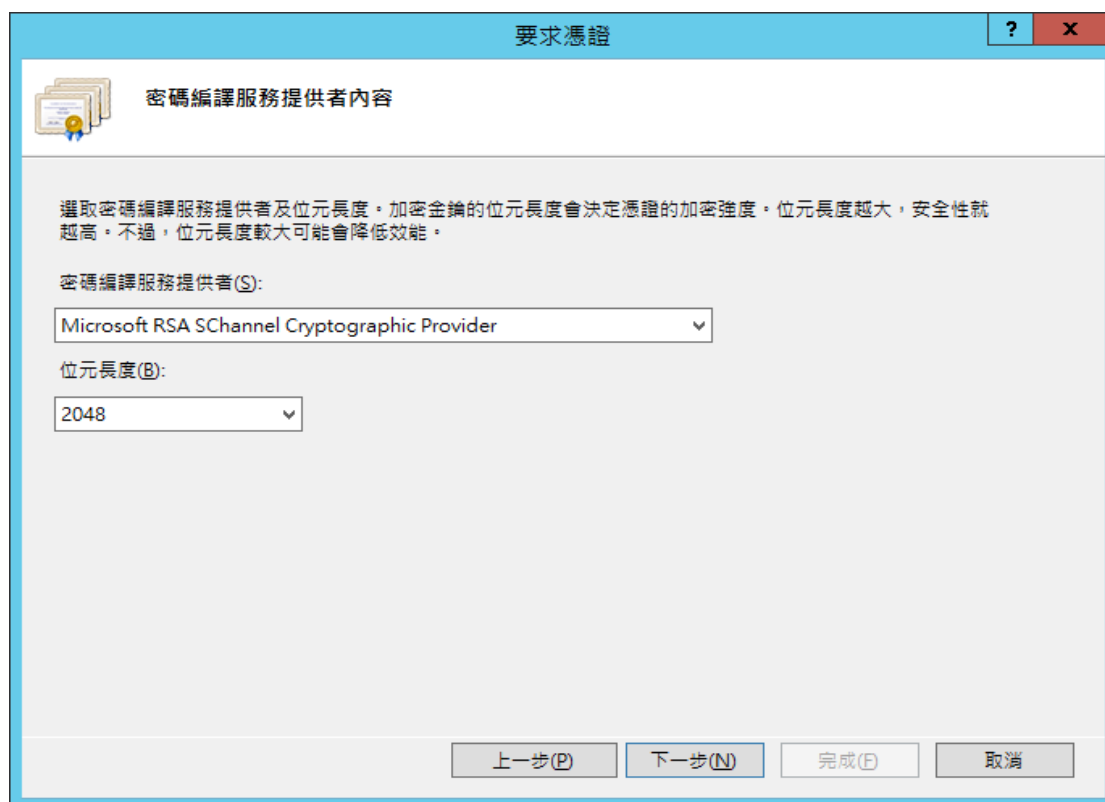 要求憑證
?
x
密碼編譯服務提供者內容
選取密碼編譯服務提供者及位元長度。加密金鑰的位元長度會決定憑證的加密強度。位元長度越大，安全性就
越高。不過，位元長度較大可能會降低效能。
密碼編譯服務提供者(S):
Microsoft RSA SChannel Cryptographic Provider
位元長度(B):
2048
上一步(P)
下一步(N)
完成(F)
取消